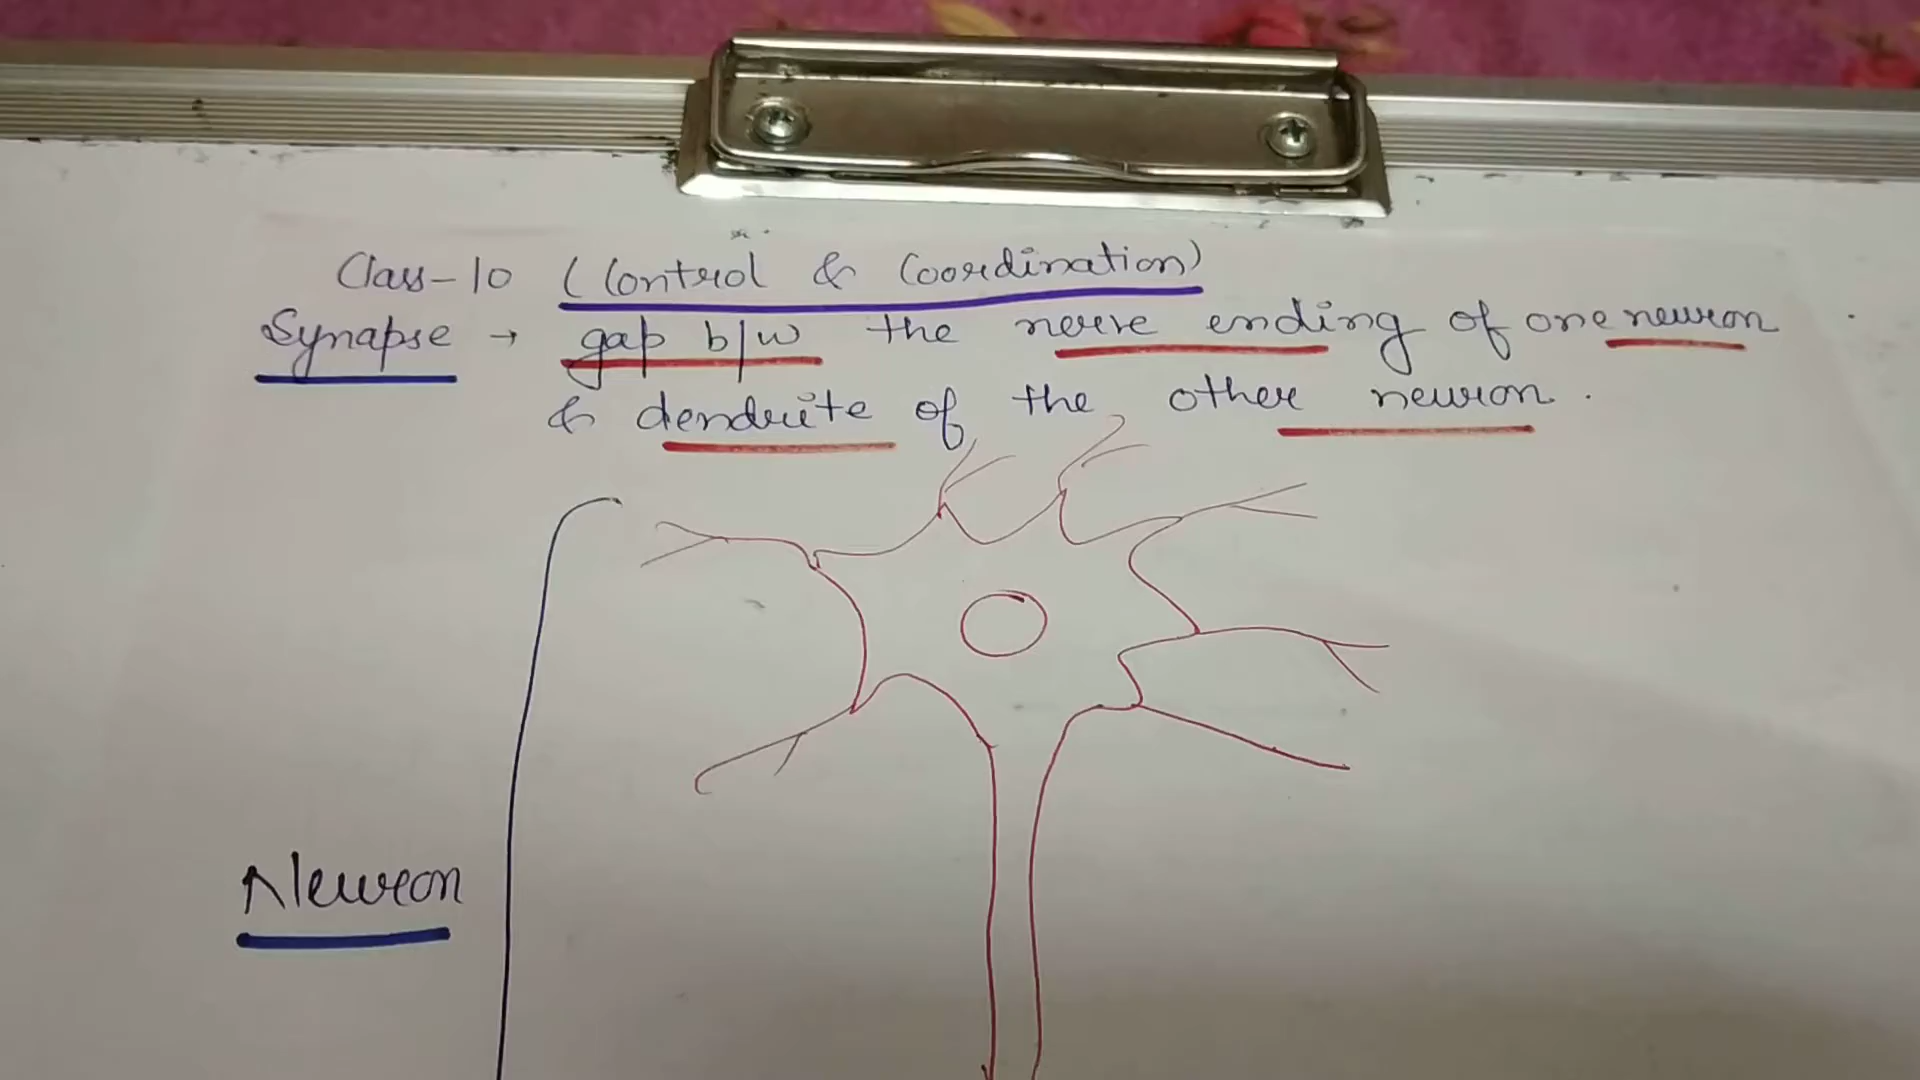 Class-10 (Control & Coordination)
Synapse → gap b/w the nerve ending of one neuron
& dendrite of the other neuron.
Neuron